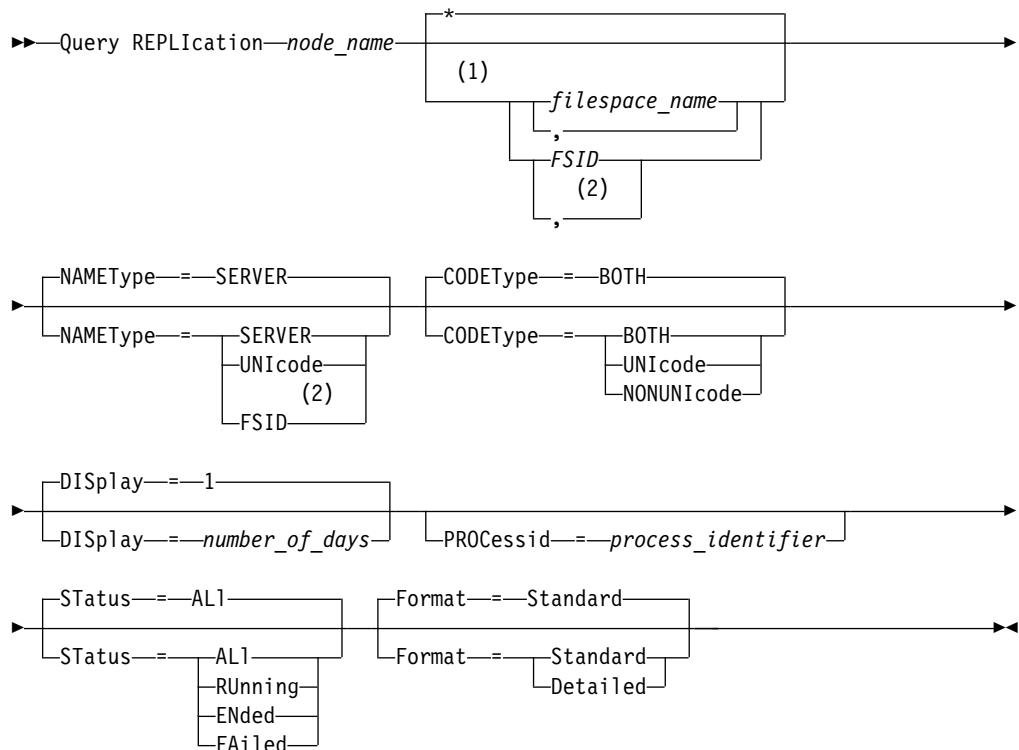 *
Query REPLIcation node_name
(1)
filespace_name
,
FSID
(2)
,
NAMEType = SERVER CODEType = BOTH
NAMEType = SERVER CODEType = BOTH
UNIcode UNIcode
(2) NONUNIcode
FSID
DISplay = 1
DISplay = number_of_days PROCessid = process_identifier
STatus = ALl Format = Standard
STatus = ALl Format = Standard
RUnning Detailed
ENded
FAiled